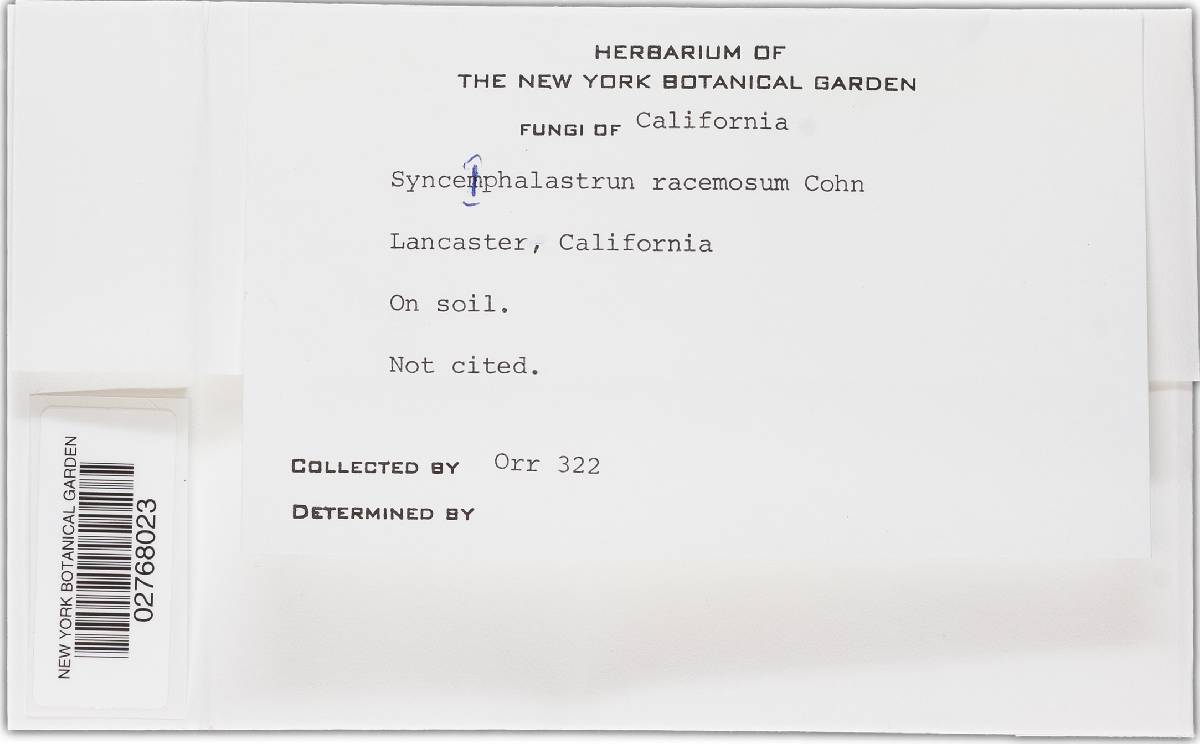 HERBARIUM OF
THE NEW YORK BOTANICAL GARDEN
FUNGI OF California
Syncemphalastrun racemosum Cohn
Lancaster, California
On soil.
Not cited.
COLLECTED BY Orr 322
DETERMINED BY
NEW YORK BOTANICAL GARDEN
02768023